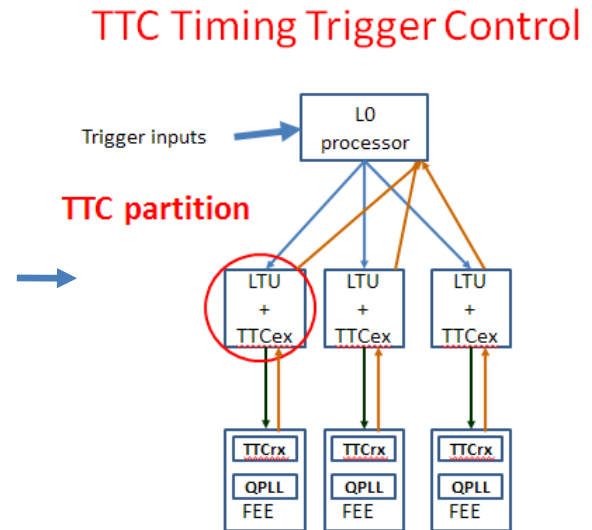 TTC Timing Trigger Control
L0
processor
Trigger inputs
TTC partition
LTU
+
TTCex
LTU
+
TTCex
LTU
+
TTCex
TTCrx
QPLL
FEE
TTCrx
QPLL
FEE
TTCrx
QPLL
FEE